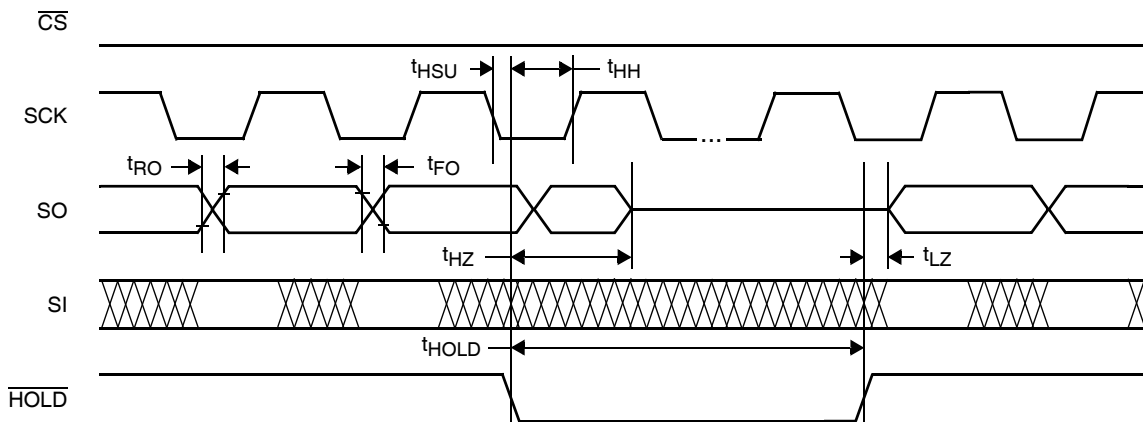 CS
tHSU
tHH
SCK
...
tRO
tFO
SO
tHZ
tLZ
SI
tHOLD
HOLD